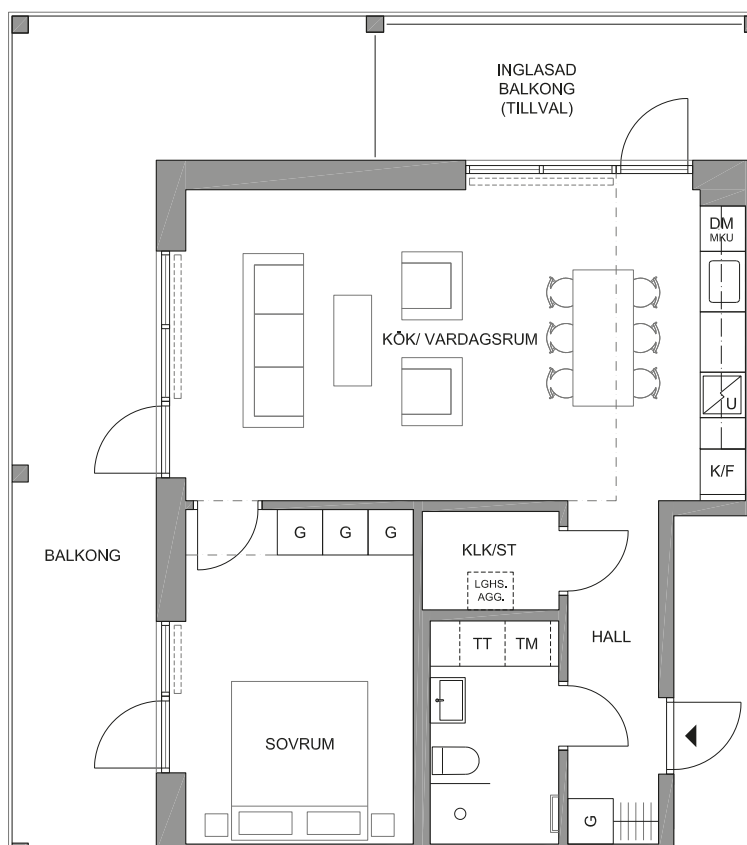 INGLASAD
BALKONG
(TILLVAL)
DM
MKU
KÖK/ VARDAGSRUM
U
K/F
G G G
KLK/ST
LGHS.
AGG.
BALKONG
TT TM
HALL
SOVRUM
G